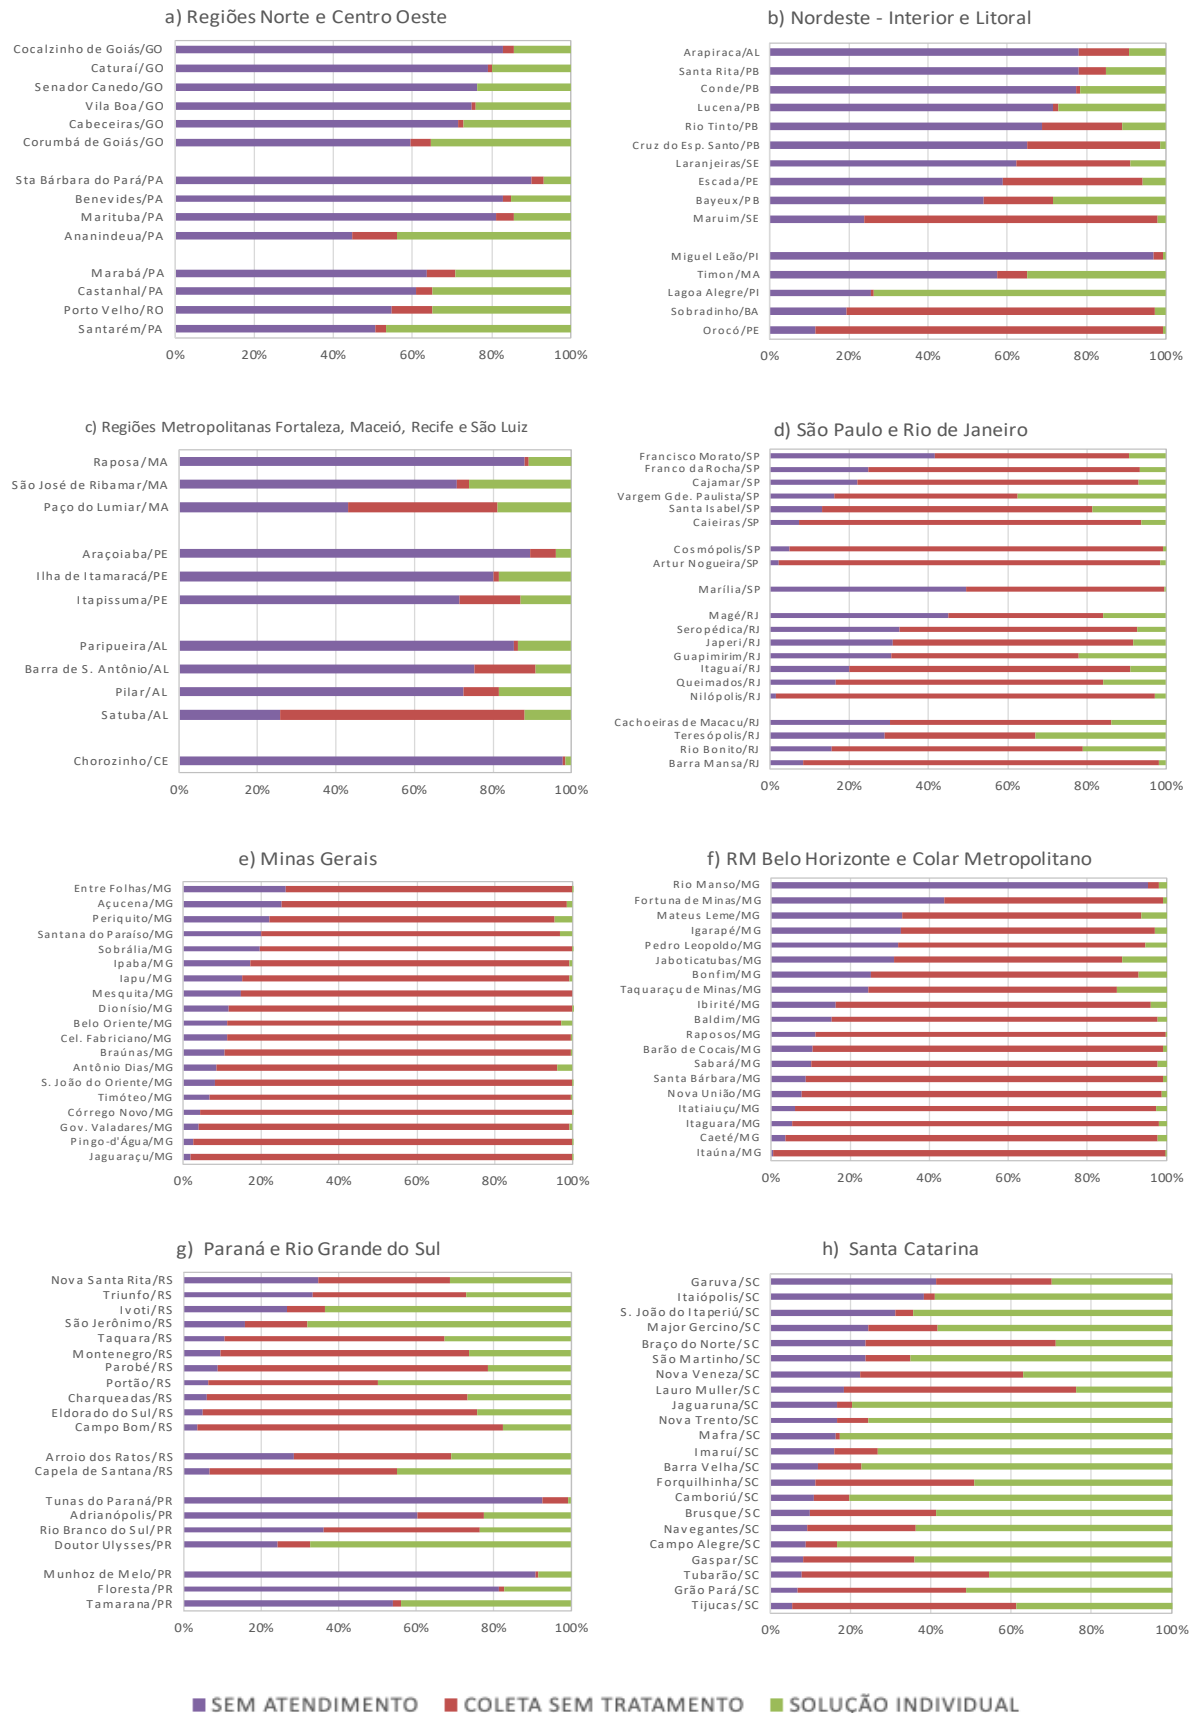 a) Regiões Norte e Centro Oeste
Cocalzinho de Goiás/GO
Caturaí/GO
Senador Canedo/GO
Vila Boa/GO
Cabeceiras/GO
Corumbá de Goiás/GO
Sta Bárbara do Pará/PA
Benevides/PA
Marituba/PA
Ananindeua/PA
Marabá/PA
Castanhal/PA
Porto Velho/RO
Santarém/PA
0% 20% 40% 60% 80% 100%
b) Nordeste - Interior e Litoral
Arapiraca/AL
Santa Rita/PB
Conde/PB
Lucena/PB
Rio Tinto/PB
Cruz do Esp. Santo/PB
Laranjeiras/SE
Escada/PE
Bayeux/PB
Maruim/SE
Miguel Leão/PI
Timon/MA
Lagoa Alegre/PI
Sobradinho/BA
Orocó/PE
0% 20% 40% 60% 80% 100%
c) Regiões Metropolitanas Fortaleza, Maceió, Recife e São Luiz
Raposa/MA
São José de Ribamar/MA
Paço do Lumiar/MA
Araçoiaba/PE
Ilha de Itamaracá/PE
Itapissuma/PE
Paripueira/AL
Barra de S. Antônio/AL
Pilar/AL
Satuba/AL
Chorozinho/CE
0% 20% 40% 60% 80% 100%
d) São Paulo e Rio de Janeiro
Francisco Morato/SP
Franco da Rocha/SP
Cajamar/SP
Vargem Gde. Paulista/SP
Santa Isabel/SP
Caieiras/SP
Cosmópolis/SP
Artur Nogueira/SP
Marília/SP
Magé/RJ
Seropédica/RJ
Japeri/RJ
Guapimirim/RJ
Itaguaí/RJ
Queimados/RJ
Nilópolis/RJ
Cachoeiras de Macacu/RJ
Teresópolis/RJ
Rio Bonito/RJ
Barra Mansa/RJ
0% 20% 40% 60% 80% 100%
e) Minas Gerais
Entre Folhas/MG
Açucena/MG
Periquito/MG
Santana do Paraíso/MG
Sobrália/MG
Ipaba/MG
Iapu/MG
Mesquita/MG
Dionísio/MG
Belo Oriente/MG
Cel. Fabriciano/MG
Braúnas/MG
Antônio Dias/MG
S. João do Oriente/MG
Timóteo/MG
Córrego Novo/MG
Gov. Valadares/MG
Pingo-d'Água/MG
Jaguaraçu/MG
0% 20% 40% 60% 80% 100%
f) RM Belo Horizonte e Colar Metropolitano
Rio Manso/MG
Fortuna de Minas/MG
Mateus Leme/MG
Igarapé/MG
Pedro Leopoldo/MG
Jaboticatubas/MG
Bonfim/MG
Taquaraçu de Minas/MG
Ibirité/MG
Baldim/MG
Raposos/MG
Barão de Cocais/MG
Sabará/MG
Santa Bárbara/MG
Nova União/MG
Itatiaiuçu/MG
Itaguara/MG
Caeté/MG
Itaúna/MG
0% 20% 40% 60% 80% 100%
g) Paraná e Rio Grande do Sul
Nova Santa Rita/RS
Triunfo/RS
Ivoti/RS
São Jerônimo/RS
Taquara/RS
Montenegro/RS
Parobé/RS
Portão/RS
Charqueadas/RS
Eldorado do Sul/RS
Campo Bom/RS
Arroio dos Ratos/RS
Capela de Santana/RS
Tunas do Paraná/PR
Adrianópolis/PR
Rio Branco do Sul/PR
Doutor Ulysses/PR
Munhoz de Melo/PR
Floresta/PR
Tamarana/PR
0% 20% 40% 60% 80% 100%
h) Santa Catarina
Garuva/SC
Itaiópolis/SC
S. João do Itaperiú/SC
Major Gercino/SC
Braço do Norte/SC
São Martinho/SC
Nova Veneza/SC
Lauro Muller/SC
Jaguaruna/SC
Nova Trento/SC
Mafra/SC
Imaruí/SC
Barra Velha/SC
Forquilhinha/SC
Camboriú/SC
Brusque/SC
Navegantes/SC
Campo Alegre/SC
Gaspar/SC
Tubarão/SC
Grão Pará/SC
Tijucas/SC
0% 20% 40% 60% 80% 100%
SEM ATENDIMENTO COLETA SEM TRATAMENTO SOLUÇÃO INDIVIDUAL